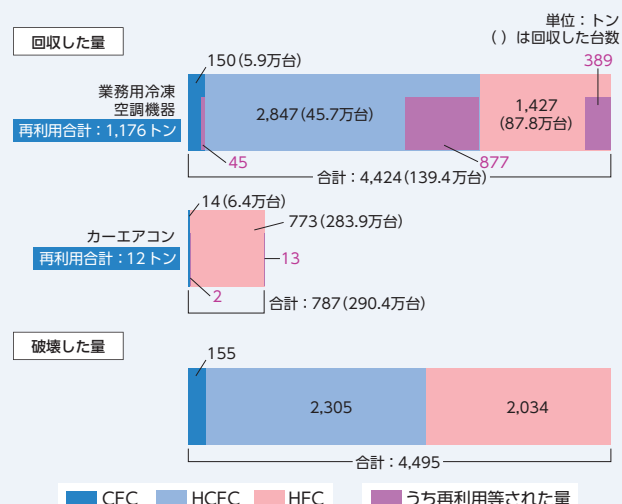 単位：トン
回収した量
（ ）は回収した台数
150(5.9万台)
389
業務用冷凍
空調機器
2,847(45.7万台)
1,427
(87.8万台)
再利用合計：1,176トン
45
877
合計：4,424(139.4万台)
14(6.4万台)
773(283.9万台)
カーエアコン
再利用合計：12トン
13
2
合計：787(290.4万台)
破壊した量
155
2,305
2,034
合計：4,495
CFC
HCFC
HFC
うち再利用等された量